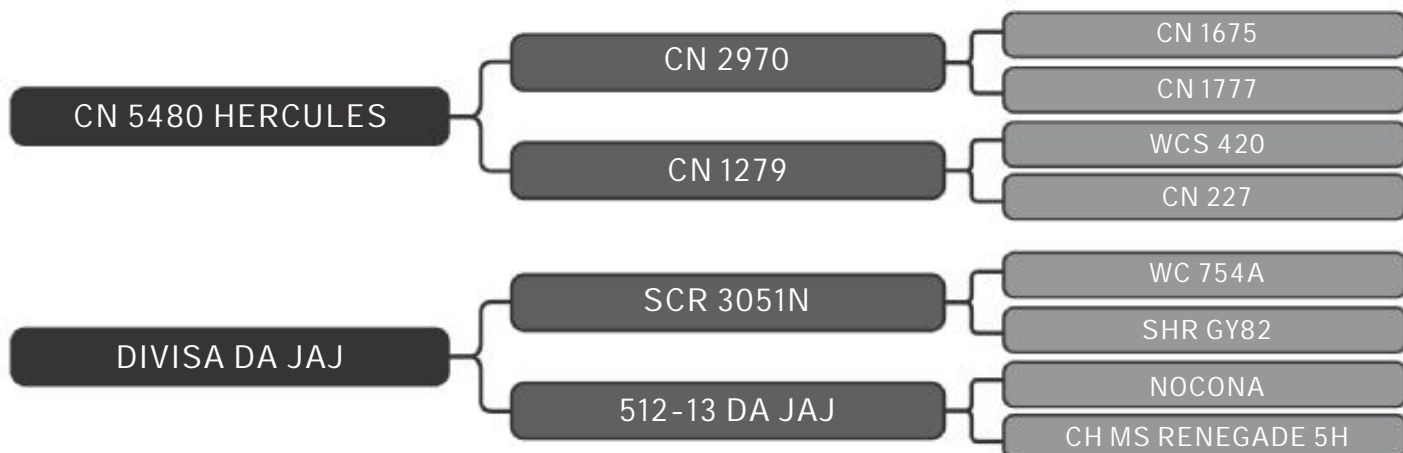 CN 1675
CN 2970
CN 1777
CN 5480 HERCULES
WCS 420
CN 1279
CN 227
WC 754A
SCR 3051N
SHR GY82
DIVISA DA JAJ
NOCONA
512-13 DA JAJ
CH MS RENEGADE 5H